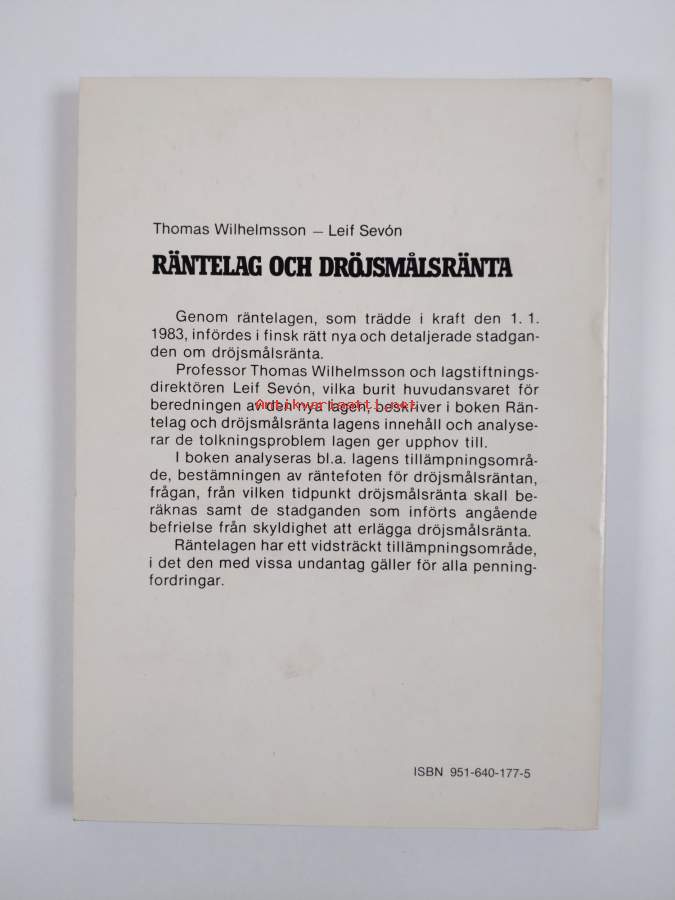 Thomas Wilhelmsson — Leif Sevón
RÄNTELAG OCH DRÖJSMÅLSRÄNTA
Genom räntelagen, som trädde i kraft den 1. 1.
1983, infördes i finsk rätt nya och detaljerade stadgan-
den om dröjsmålsränta.
Professor Thomas Wilhelmsson och lagstiftnings-
direktören Leif Sevón, vilka burit huvudansvaret för
beredningen av den nya lagen, beskriver i boken Rän-
Antikvariaatti.net
telag och dröjsmålsränta lagens innehåll och analyse-
rar de tolkningsproblem lagen ger upphov till.
I boken analyseras bl.a. lagens tillämpningsområ-
de, bestämningen av räntefoten för dröjsmålsräntan,
frågan, från vilken tidpunkt dröjsmålsränta skall be-
räknas samt de stadganden som införts angående
befrielse från skyldighet att erlägga dröjsmålsränta.
Räntelagen har ett vidsträckt tillämpningsområde,
i det den med vissa undantag gäller för alla penning-
fordringar.
ISBN 951-640-177-5